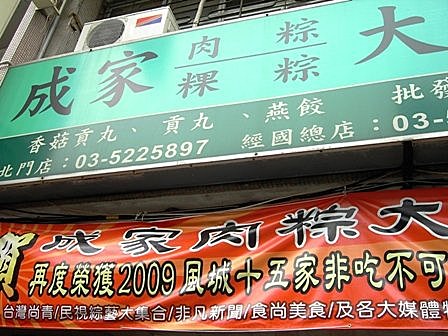 成家 肉粽 大
粿粽
香菇貢丸、貢丸、燕餃 批發
北門店：03-5225897 經國總店：03-5
賀 成家肉粽大
再度榮獲2009風城十五家非吃不可
台灣尚青/民視綜藝大集合/非凡新聞/食尚美食/及各大媒體